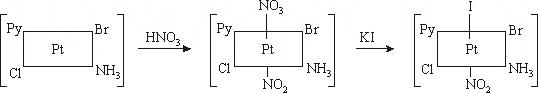 NO₃ I
Py Br HNO₃ Py Br KI Py Br
Pt Pt Pt
Cl NH₃ Cl NH₃ Cl NH₃
NO₂ NO₂